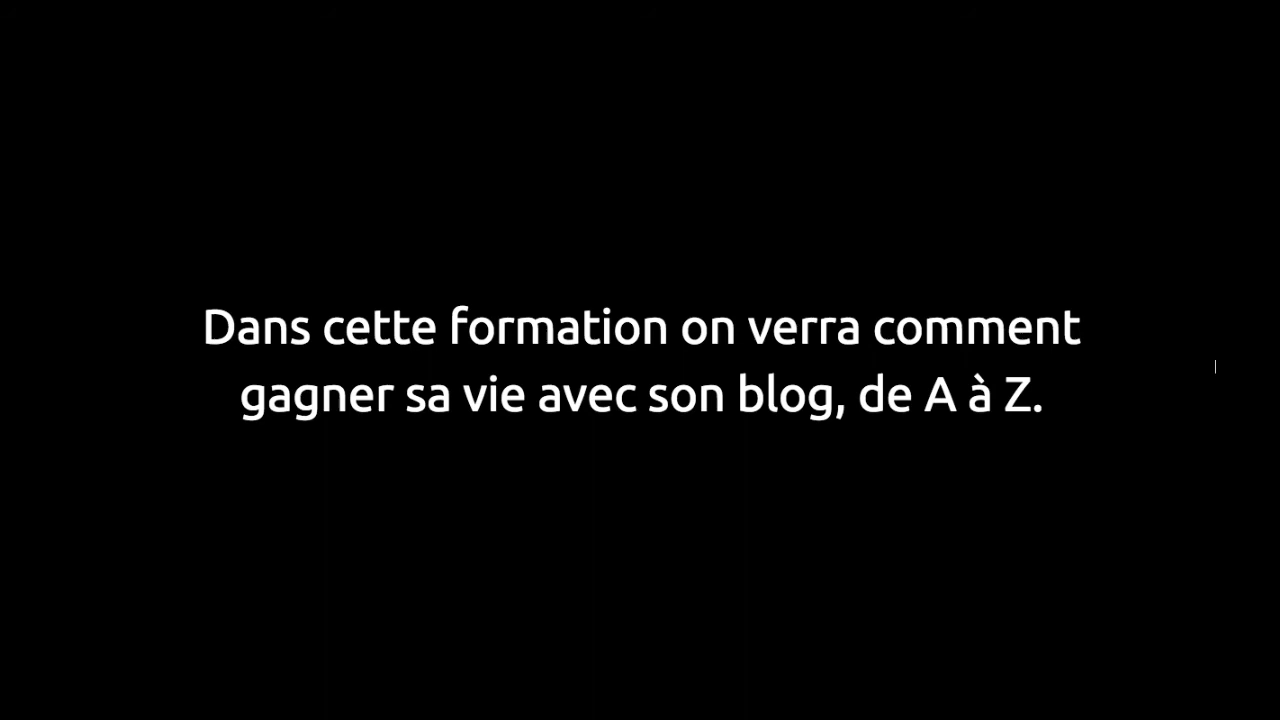 Dans cette formation on verra comment
gagner sa vie avec son blog, de A à Z.